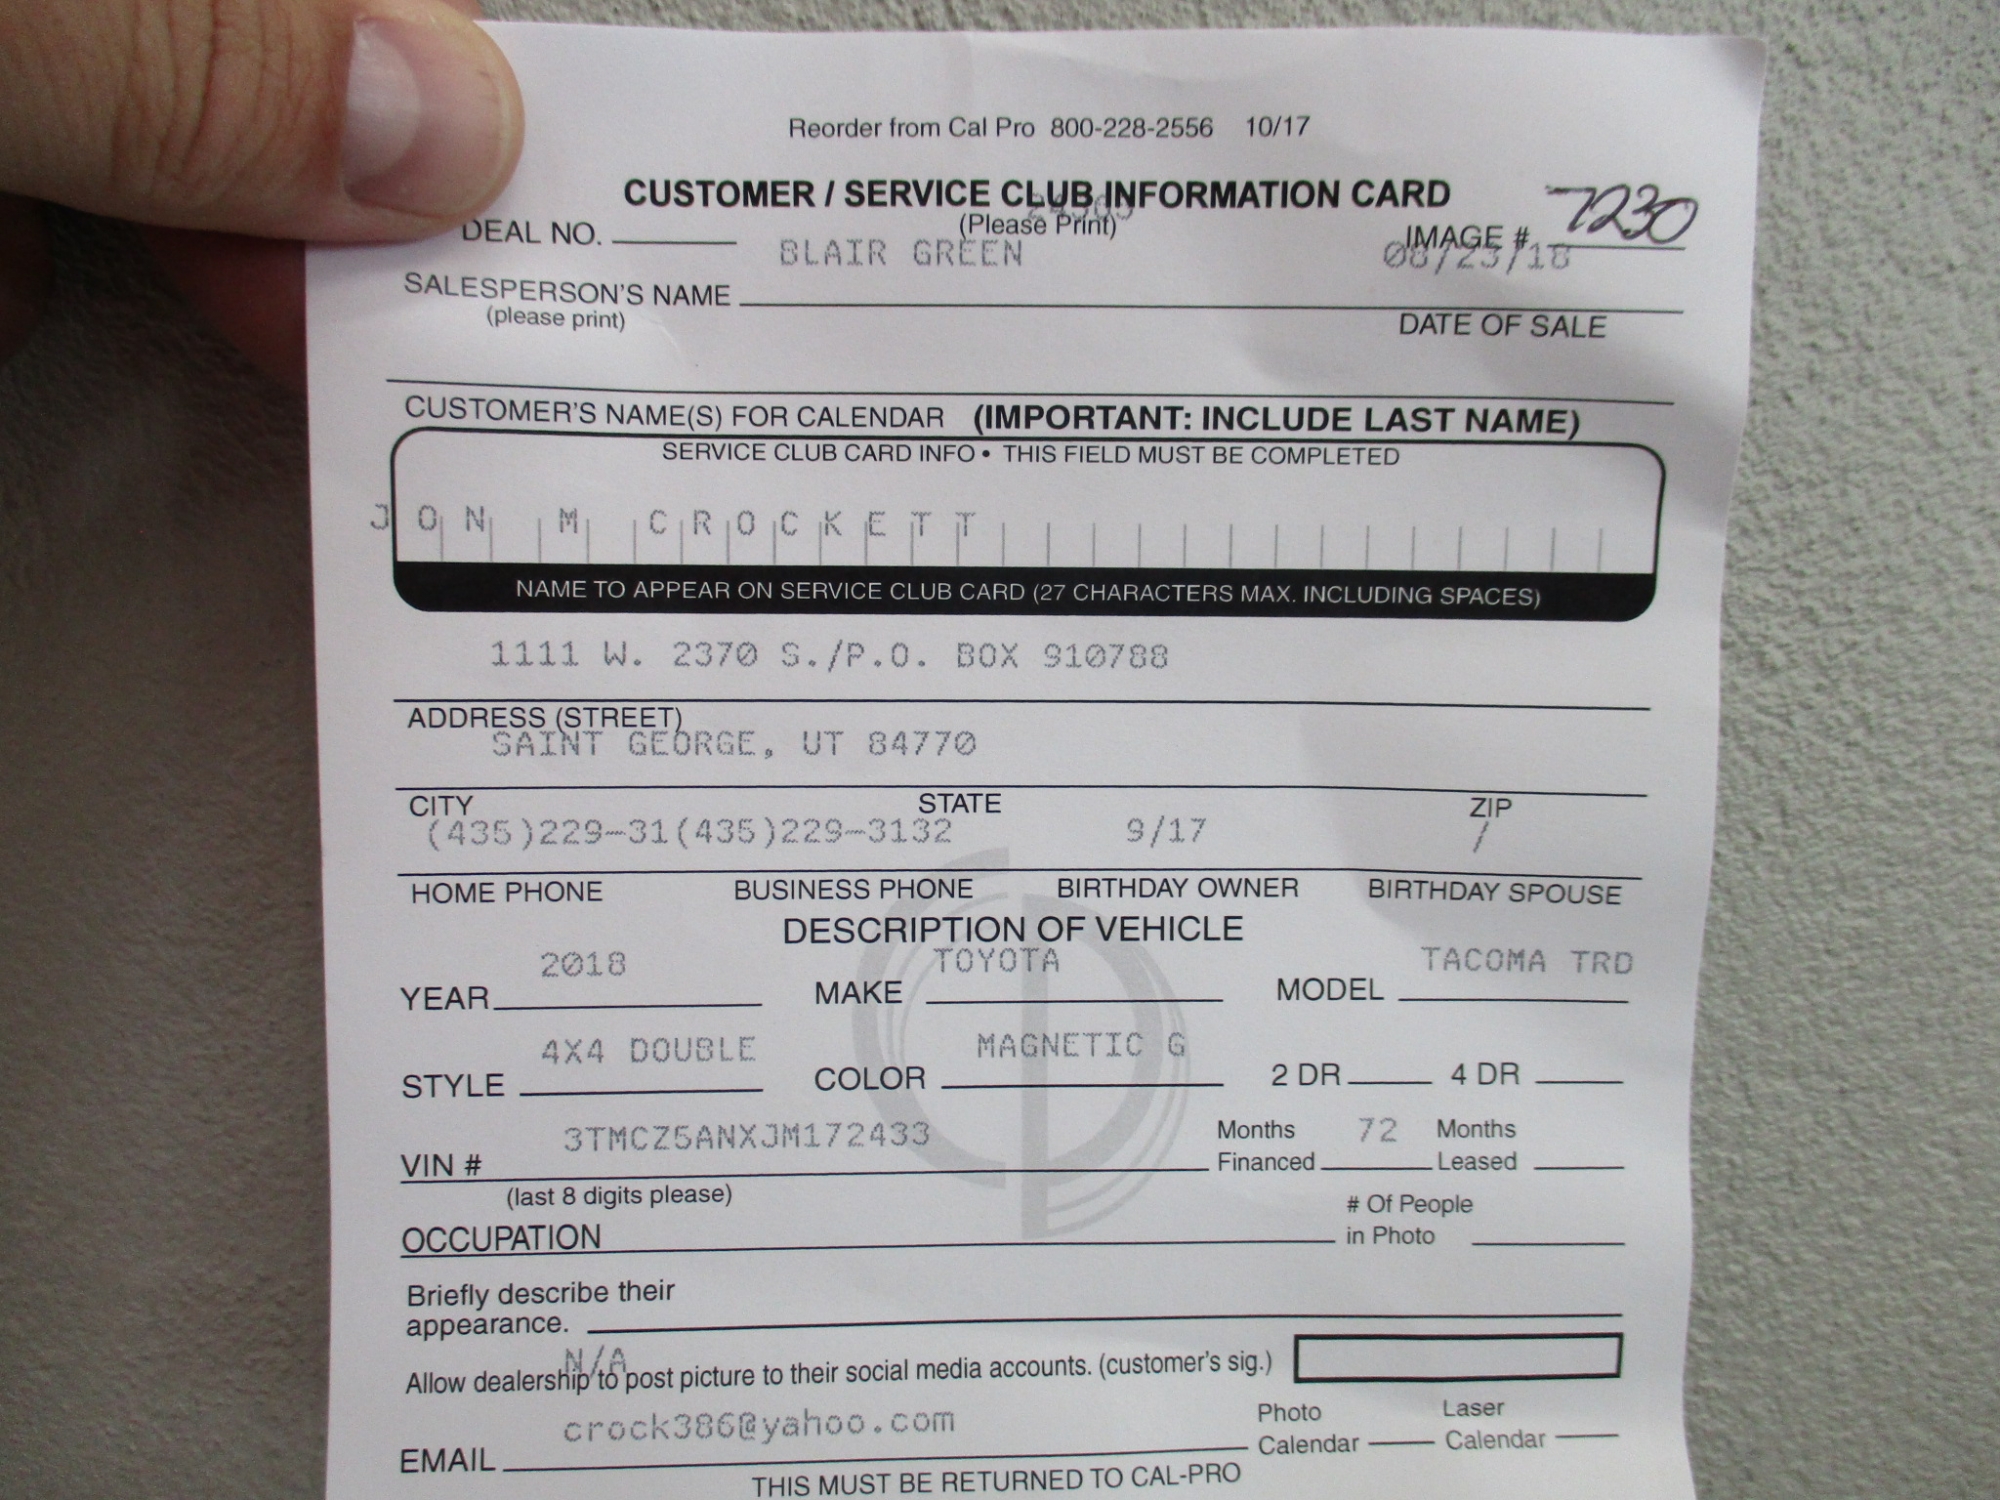 Reorder from Cal Pro 800-228-2556 10/17
CUSTOMER / SERVICE CLUB INFORMATION CARD
(Please Print)
DEAL NO.
IMAGE # 7230
BLAIR GREEN 08/23/18
SALESPERSON'S NAME
(please print) DATE OF SALE
CUSTOMER'S NAME(S) FOR CALENDAR (IMPORTANT: INCLUDE LAST NAME)
SERVICE CLUB CARD INFO • THIS FIELD MUST BE COMPLETED
JON M CROCKETT
NAME TO APPEAR ON SERVICE CLUB CARD (27 CHARACTERS MAX. INCLUDING SPACES)
1111 W. 2370 S./P.O. BOX 910788
ADDRESS (STREET)
SAINT GEORGE, UT 84770
CITY STATE ZIP
(435)229-31(435)229-3132 9/17 /
HOME PHONE BUSINESS PHONE BIRTHDAY OWNER BIRTHDAY SPOUSE
DESCRIPTION OF VEHICLE
2018 TOYOTA TACOMA TRD
YEAR MAKE MODEL
4X4 DOUBLE MAGNETIC G
STYLE COLOR 2 DR 4 DR
3TMCZ5ANXJM172433 Months 72 Months
VIN # Financed Leased
(last 8 digits please) # Of People
OCCUPATION in Photo
Briefly describe their
appearance.
N/A
Allow dealership to post picture to their social media accounts. (customer's sig.)
crock386@yahoo.com Photo Laser
EMAIL Calendar Calendar
THIS MUST BE RETURNED TO CAL-PRO